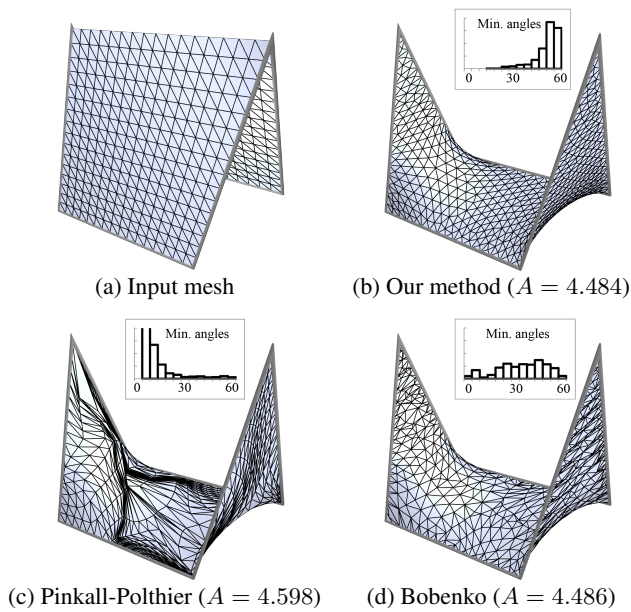 Min. angles
30
60
(a) Input mesh
(b) Our method (A = 4.484)
Min. angles
0
30
60
Min. angles
0
30
60
(c) Pinkall-Polthier (A = 4.598)
(d) Bobenko (A = 4.486)